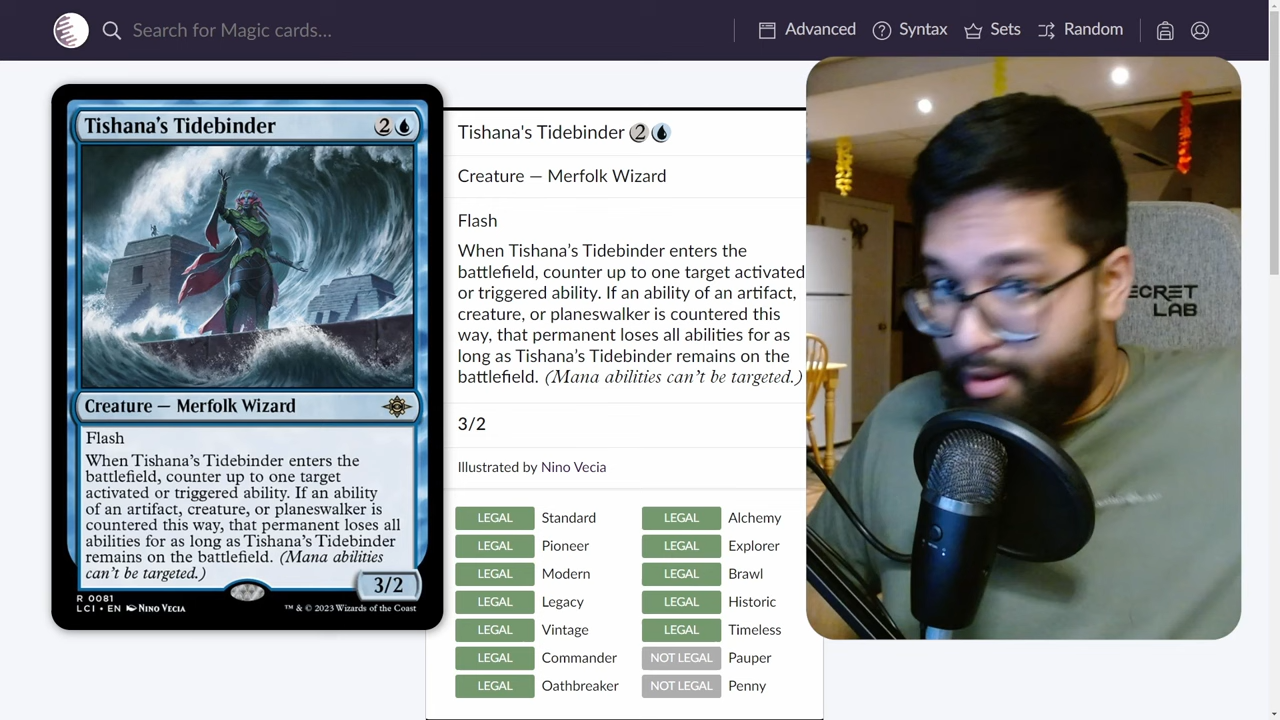 Search for Magic cards...
Advanced
Syntax
Sets
Random
Tishana's Tidebinder 2
Creature — Merfolk Wizard
Flash
When Tishana's Tidebinder enters the
battlefield, counter up to one target
activated or triggered ability. If an ability
of an artifact, creature, or planeswalker is
countered this way, that permanent loses all
abilities for as long as Tishana's Tidebinder
remains on the battlefield. (Mana abilities
can't be targeted.)
3/2
R 0081
LCI • EN Nino Vecia
™ & © 2023 Wizards of the Coast
Tishana's Tidebinder 2
Creature — Merfolk Wizard
Flash
When Tishana's Tidebinder enters the
battlefield, counter up to one target activated
or triggered ability. If an ability of an artifact,
creature, or planeswalker is countered this
way, that permanent loses all abilities for as
long as Tishana's Tidebinder remains on the
battlefield. (Mana abilities can't be targeted.)
3/2
Illustrated by Nino Vecia
LEGAL Standard LEGAL Alchemy
LEGAL Pioneer LEGAL Explorer
LEGAL Modern LEGAL Brawl
LEGAL Legacy LEGAL Historic
LEGAL Vintage LEGAL Timeless
LEGAL Commander NOT LEGAL Pauper
LEGAL Oathbreaker NOT LEGAL Penny
ECRET
LAB